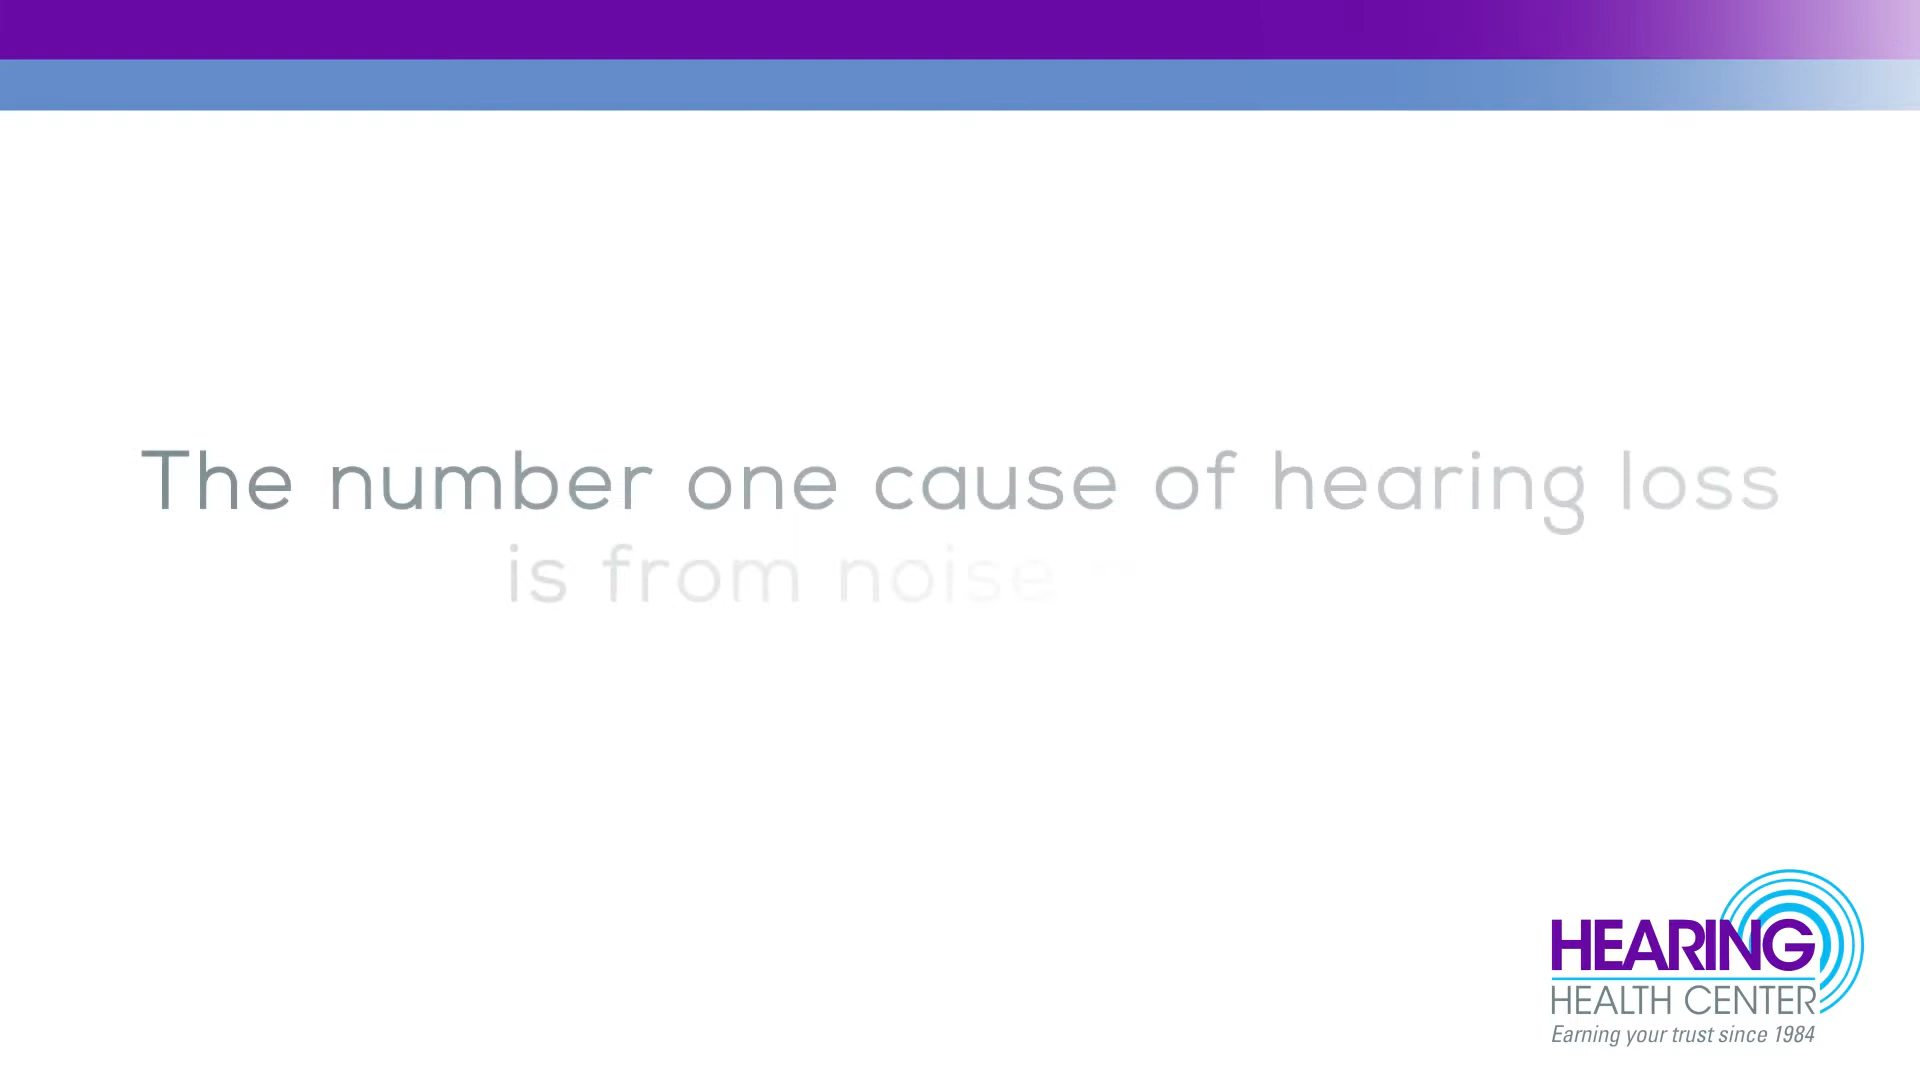 The number one cause of hearing loss
is from noise
HEARING
HEALTH CENTER
Earning your trust since 1984